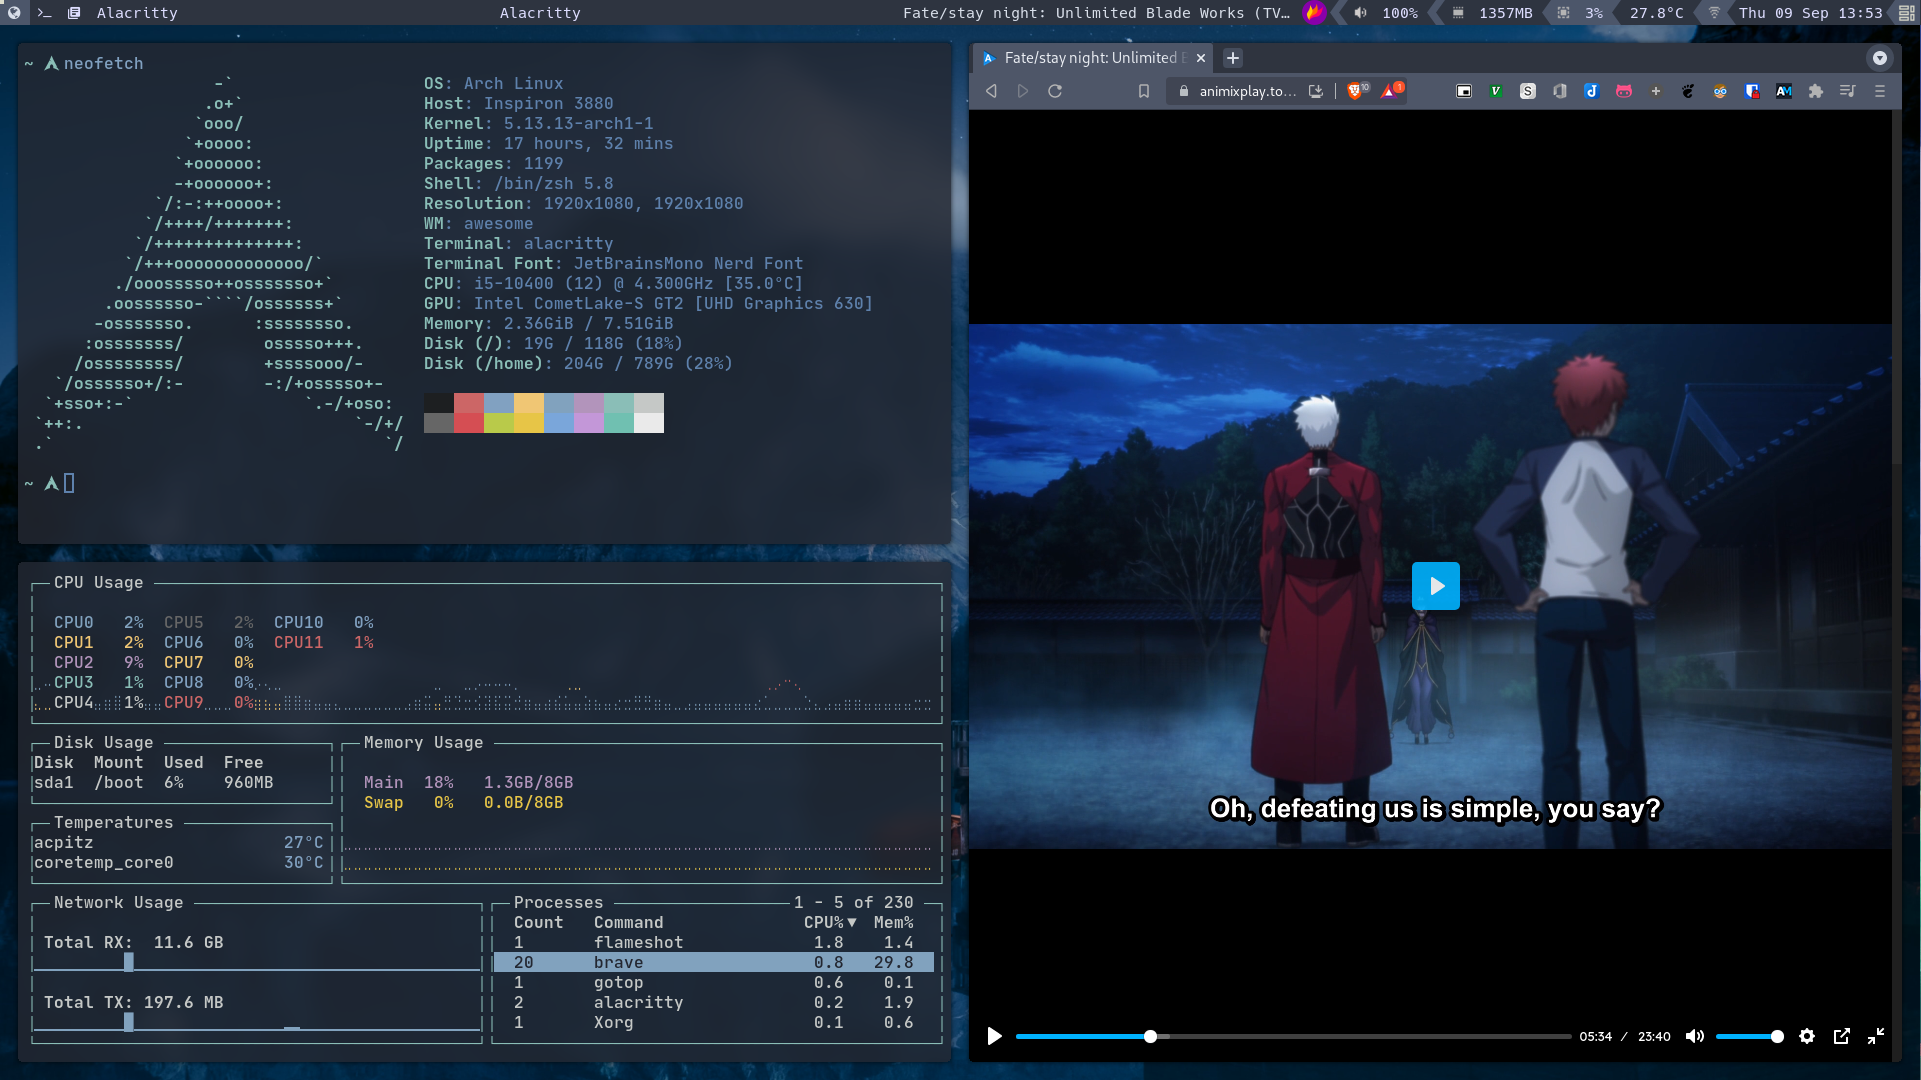 Alacritty
Alacritty
Fate/stay night: Unlimited Blade Works (TV…
100%
1357MB
3%
27.8°C
Thu 09 Sep 13:53
~ neofetch
OS: Arch Linux
Host: Inspiron 3880
Kernel: 5.13.13-arch1-1
Uptime: 17 hours, 32 mins
Packages: 1199
Shell: /bin/zsh 5.8
Resolution: 1920x1080, 1920x1080
WM: awesome
Terminal: alacritty
Terminal Font: JetBrainsMono Nerd Font
CPU: i5-10400 (12) @ 4.300GHz [35.0°C]
GPU: Intel CometLake-S GT2 [UHD Graphics 630]
Memory: 2.36GiB / 7.51GiB
Disk (/): 19G / 118G (18%)
Disk (/home): 204G / 789G (28%)
~
CPU Usage
CPU0 2% CPU5 2% CPU10 0%
CPU1 2% CPU6 0% CPU11 1%
CPU2 9% CPU7 0%
CPU3 1% CPU8 0%
CPU4 1% CPU9 0%
Disk Usage
Disk Mount Used Free
sda1 /boot 6% 960MB
Memory Usage
Main 18% 1.3GB/8GB
Swap 0% 0.0B/8GB
Temperatures
acpitz 27°C
coretemp_core0 30°C
Network Usage
Total RX: 11.6 GB
Total TX: 197.6 MB
Processes 1 - 5 of 230
Count Command CPU%▼ Mem%
1 flameshot 1.8 1.4
20 brave 0.8 29.8
1 gotop 0.6 0.1
2 alacritty 0.2 1.9
1 Xorg 0.1 0.6
Fate/stay night: Unlimited
animixplay.to…
10
1
AM
Oh, defeating us is simple, you say?
05:34 / 23:40